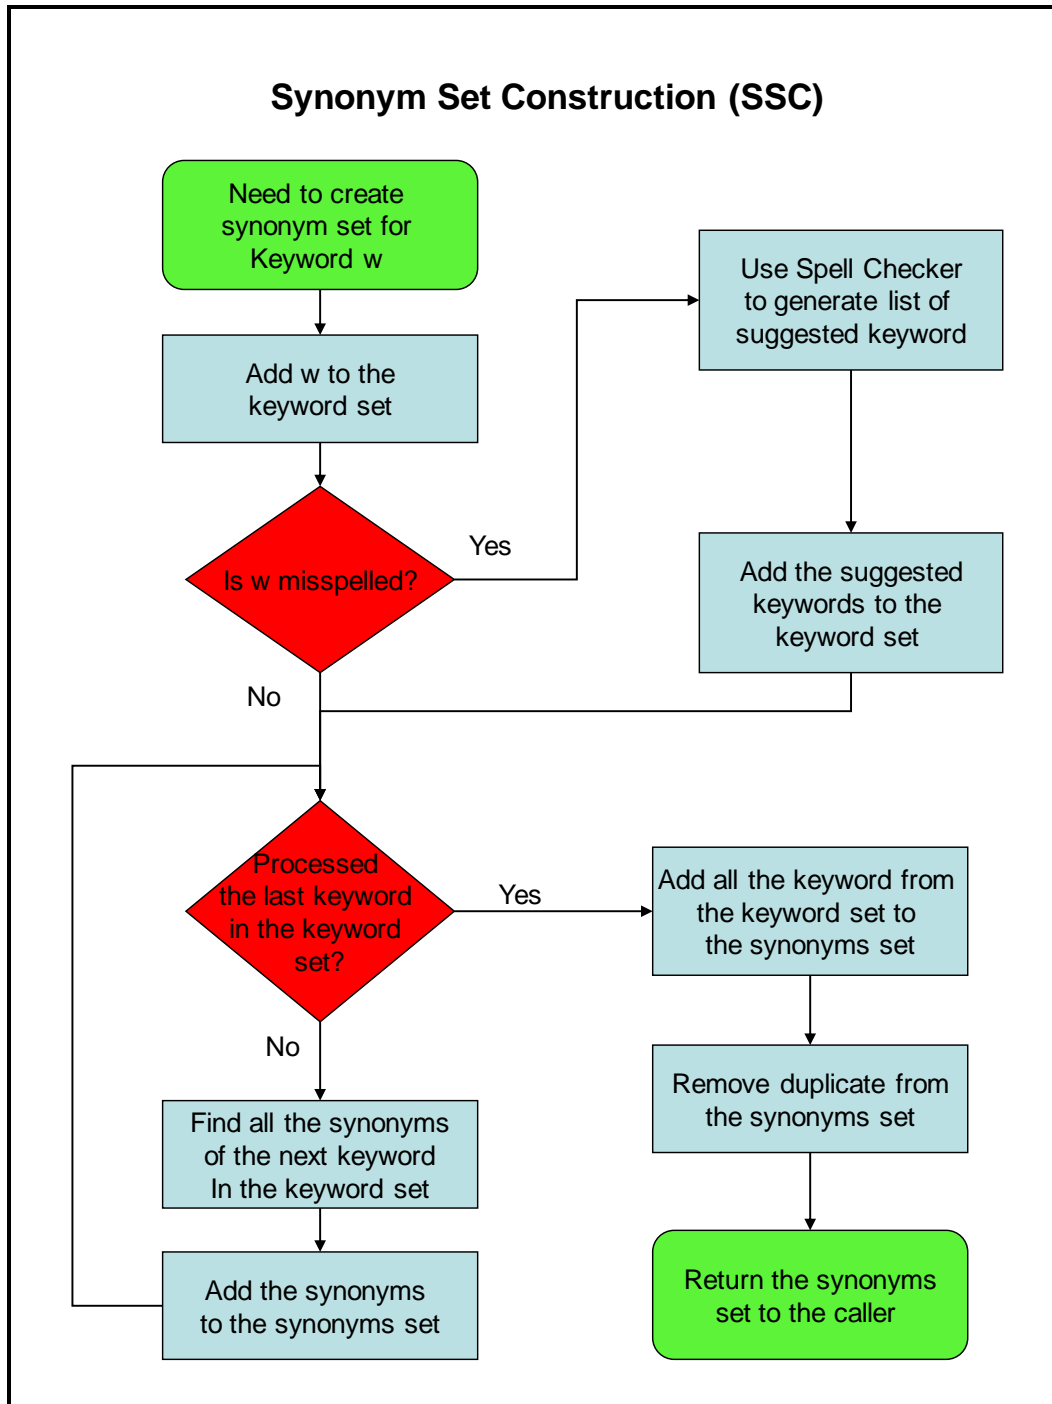 Synonym Set Construction (SSC)
Need to create
synonym set for
Keyword w
Add w to the
keyword set
Is w misspelled?
Yes
Use Spell Checker
to generate list of
suggested keyword
Add the suggested
keywords to the
keyword set
No
Processed
the last keyword
in the keyword
set?
Yes
Add all the keyword from
the keyword set to
the synonyms set
No
Find all the synonyms
of the next keyword
In the keyword set
Add the synonyms
to the synonyms set
Remove duplicate from
the synonyms set
Return the synonyms
set to the caller